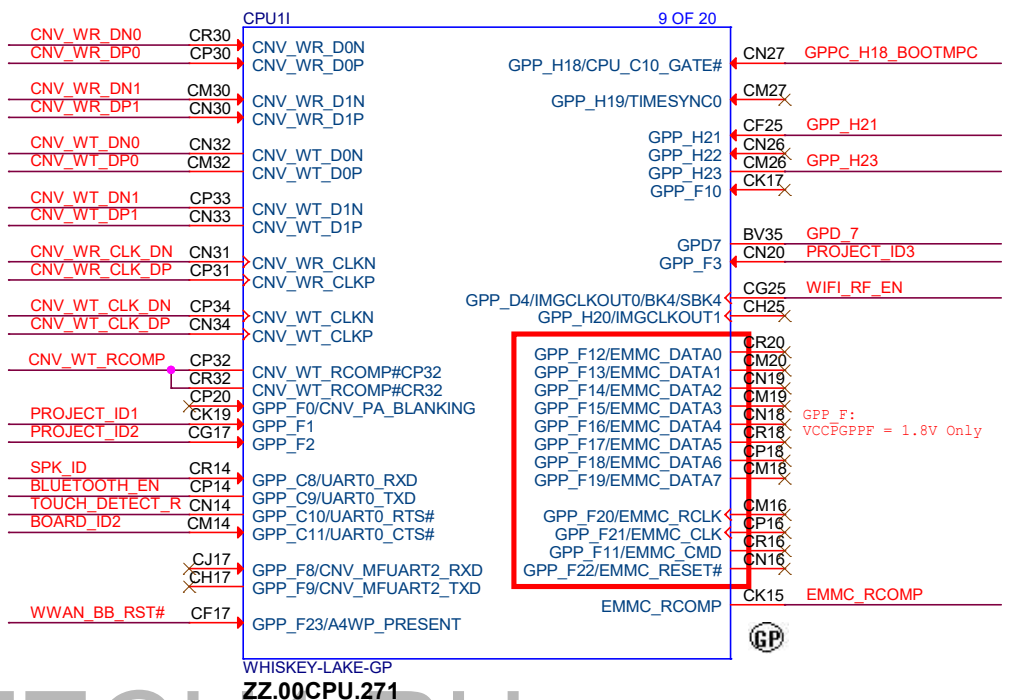 CPU1I 9 OF 20
CNV_WR_DN0 CR30 CNV_WR_D0N
CNV_WR_DP0 CP30 CNV_WR_D0P
CNV_WR_DN1 CM30 CNV_WR_D1N
CNV_WR_DP1 CN30 CNV_WR_D1P
CNV_WT_DN0 CN32 CNV_WT_D0N
CNV_WT_DP0 CM32 CNV_WT_D0P
CNV_WT_DN1 CP33 CNV_WT_D1N
CNV_WT_DP1 CN33 CNV_WT_D1P
CNV_WR_CLK_DN CN31 CNV_WR_CLKN
CNV_WR_CLK_DP CP31 CNV_WR_CLKP
CNV_WT_CLK_DN CP34 CNV_WT_CLKN
CNV_WT_CLK_DP CN34 CNV_WT_CLKP
CNV_WT_RCOMP CP32 CNV_WT_RCOMP#CP32
CR32 CNV_WT_RCOMP#CR32
CP20 GPP_F0/CNV_PA_BLANKING
PROJECT_ID1 CK19 GPP_F1
PROJECT_ID2 CG17 GPP_F2
SPK_ID CR14 GPP_C8/UART0_RXD
BLUETOOTH_EN CP14 GPP_C9/UART0_TXD
TOUCH_DETECT_R CN14 GPP_C10/UART0_RTS#
BOARD_ID2 CM14 GPP_C11/UART0_CTS#
CJ17 GPP_F8/CNV_MFUART2_RXD
CH17 GPP_F9/CNV_MFUART2_TXD
WWAN_BB_RST# CF17 GPP_F23/A4WP_PRESENT
GPP_H18/CPU_C10_GATE# CN27 GPPC_H18_BOOTMPC
GPP_H19/TIMESYNC0 CM27
GPP_H21 CF25 GPP_H21
GPP_H22 CN26
GPP_H23 CM26 GPP_H23
GPP_F10 CK17
GPD7 BV35 GPD_7
GPP_F3 CN20 PROJECT_ID3
GPP_D4/IMGCLKOUT0/BK4/SBK4 CG25 WIFI_RF_EN
GPP_H20/IMGCLKOUT1 CH25
GPP_F12/EMMC_DATA0 CR20
GPP_F13/EMMC_DATA1 CM20
GPP_F14/EMMC_DATA2 CN19
GPP_F15/EMMC_DATA3 CM19
GPP_F16/EMMC_DATA4 CN18
GPP_F17/EMMC_DATA5 CR18
GPP_F18/EMMC_DATA6 CP18
GPP_F19/EMMC_DATA7 CM18
GPP_F:
VCCPGPPF = 1.8V Only
GPP_F20/EMMC_RCLK CM16
GPP_F21/EMMC_CLK CP16
GPP_F11/EMMC_CMD CR16
GPP_F22/EMMC_RESET# CN16
EMMC_RCOMP CK15 EMMC_RCOMP
GP
WHISKEY-LAKE-GP
ZZ.00CPU.271